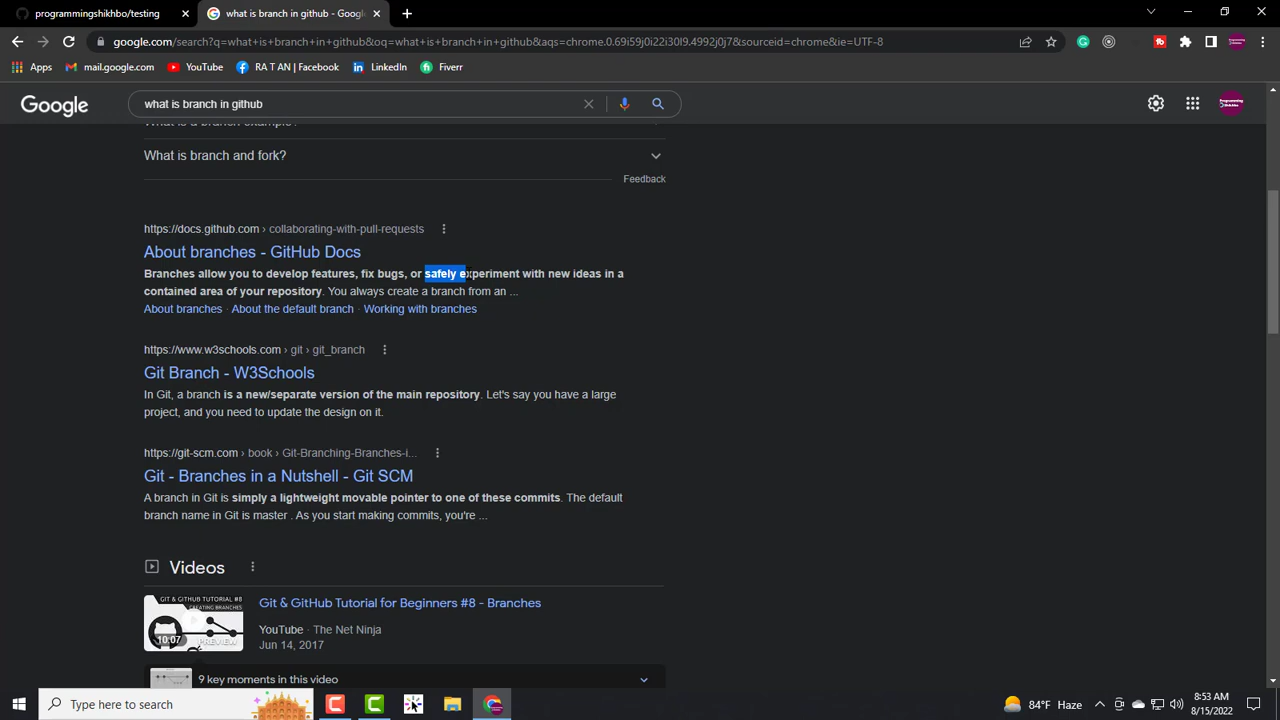 programmingshikhbo/testing
what is branch in github - Googl
google.com/search?q=what+is+branch+in+github&oq=what+is+branch+in+github&aqs=chrome.0.69i59j0i22i30l9.4992j0j7&sourceid=chrome&ie=UTF-8
Apps
mail.google.com
YouTube
RA T AN | Facebook
LinkedIn
Fiverr
Google
what is branch in github
What is a branch example?
What is branch and fork?
Feedback
https://docs.github.com › collaborating-with-pull-requests
About branches - GitHub Docs
Branches allow you to develop features, fix bugs, or safely experiment with new ideas in a
contained area of your repository. You always create a branch from an ...
About branches · About the default branch · Working with branches
https://www.w3schools.com › git › git_branch
Git Branch - W3Schools
In Git, a branch is a new/separate version of the main repository. Let's say you have a large
project, and you need to update the design on it.
https://git-scm.com › book › Git-Branching-Branches-i...
Git - Branches in a Nutshell - Git SCM
A branch in Git is simply a lightweight movable pointer to one of these commits. The default
branch name in Git is master . As you start making commits, you're ...
Videos
GIT & GITHUB TUTORIAL #8
CREATING BRANCHES
10:07
PREVIEW
Git & GitHub Tutorial for Beginners #8 - Branches
YouTube · The Net Ninja
Jun 14, 2017
9 key moments in this video
Type here to search
84°F Haze
8:53 AM
8/15/2022